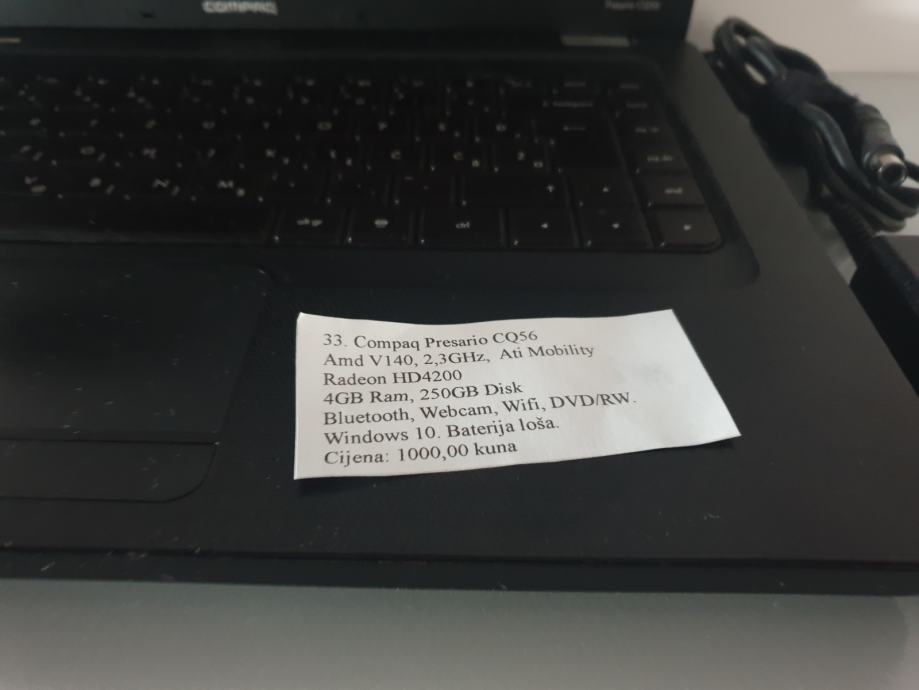 COMPAQ
33. Compaq Presario CQ56
Amd V140, 2,3GHz, Ati Mobility
Radeon HD4200
4GB Ram, 250GB Disk
Bluetooth, Webcam, Wifi, DVD/RW.
Windows 10. Baterija loša.
Cijena: 1000,00 kuna